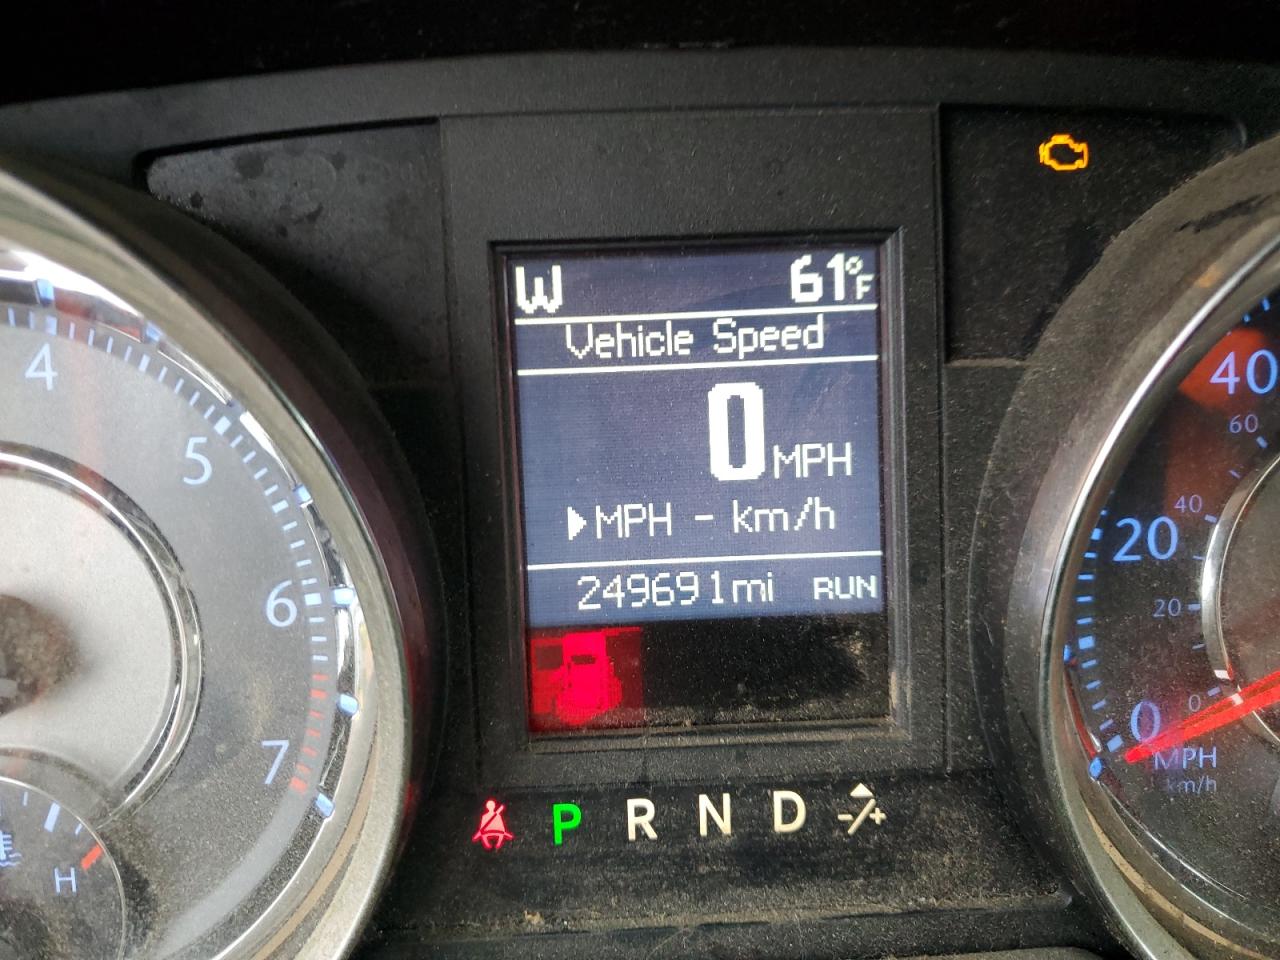 W 61°F
Vehicle Speed
0 MPH
▶MPH - km/h
249691mi RUN
P R N D -/+
4
5
6
7
H
40
60
40
20
20
0
0
MPH
km/h